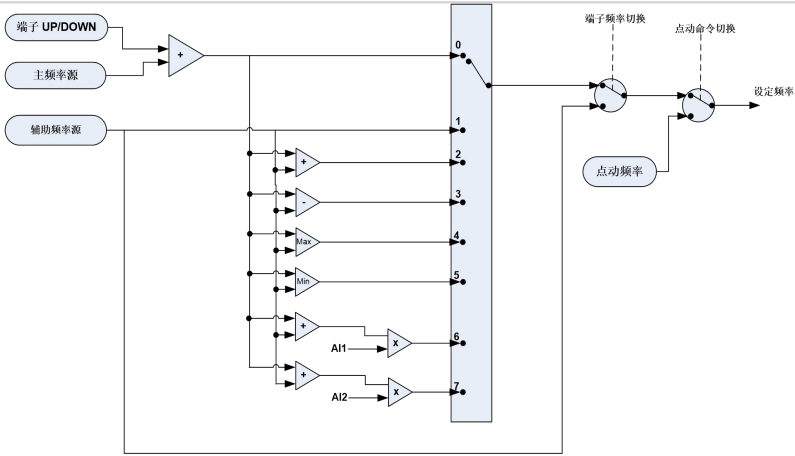 端子 UP/DOWN
主频率源
辅助频率源
+
+
-
Max
Min
+
AI1
x
+
AI2
x
0
1
2
3
4
5
6
7
端子频率切换
点动命令切换
设定频率
点动频率